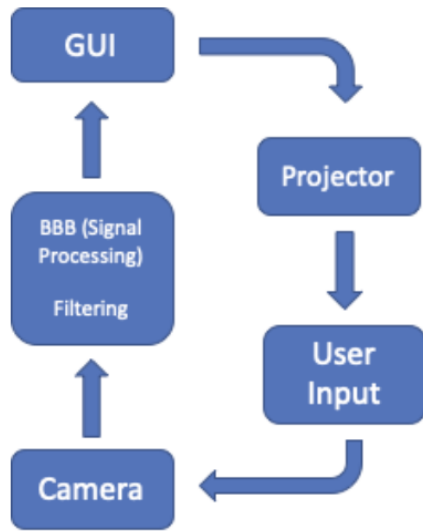 GUI
Projector
BBB (Signal
Processing)
Filtering
User
Input
Camera